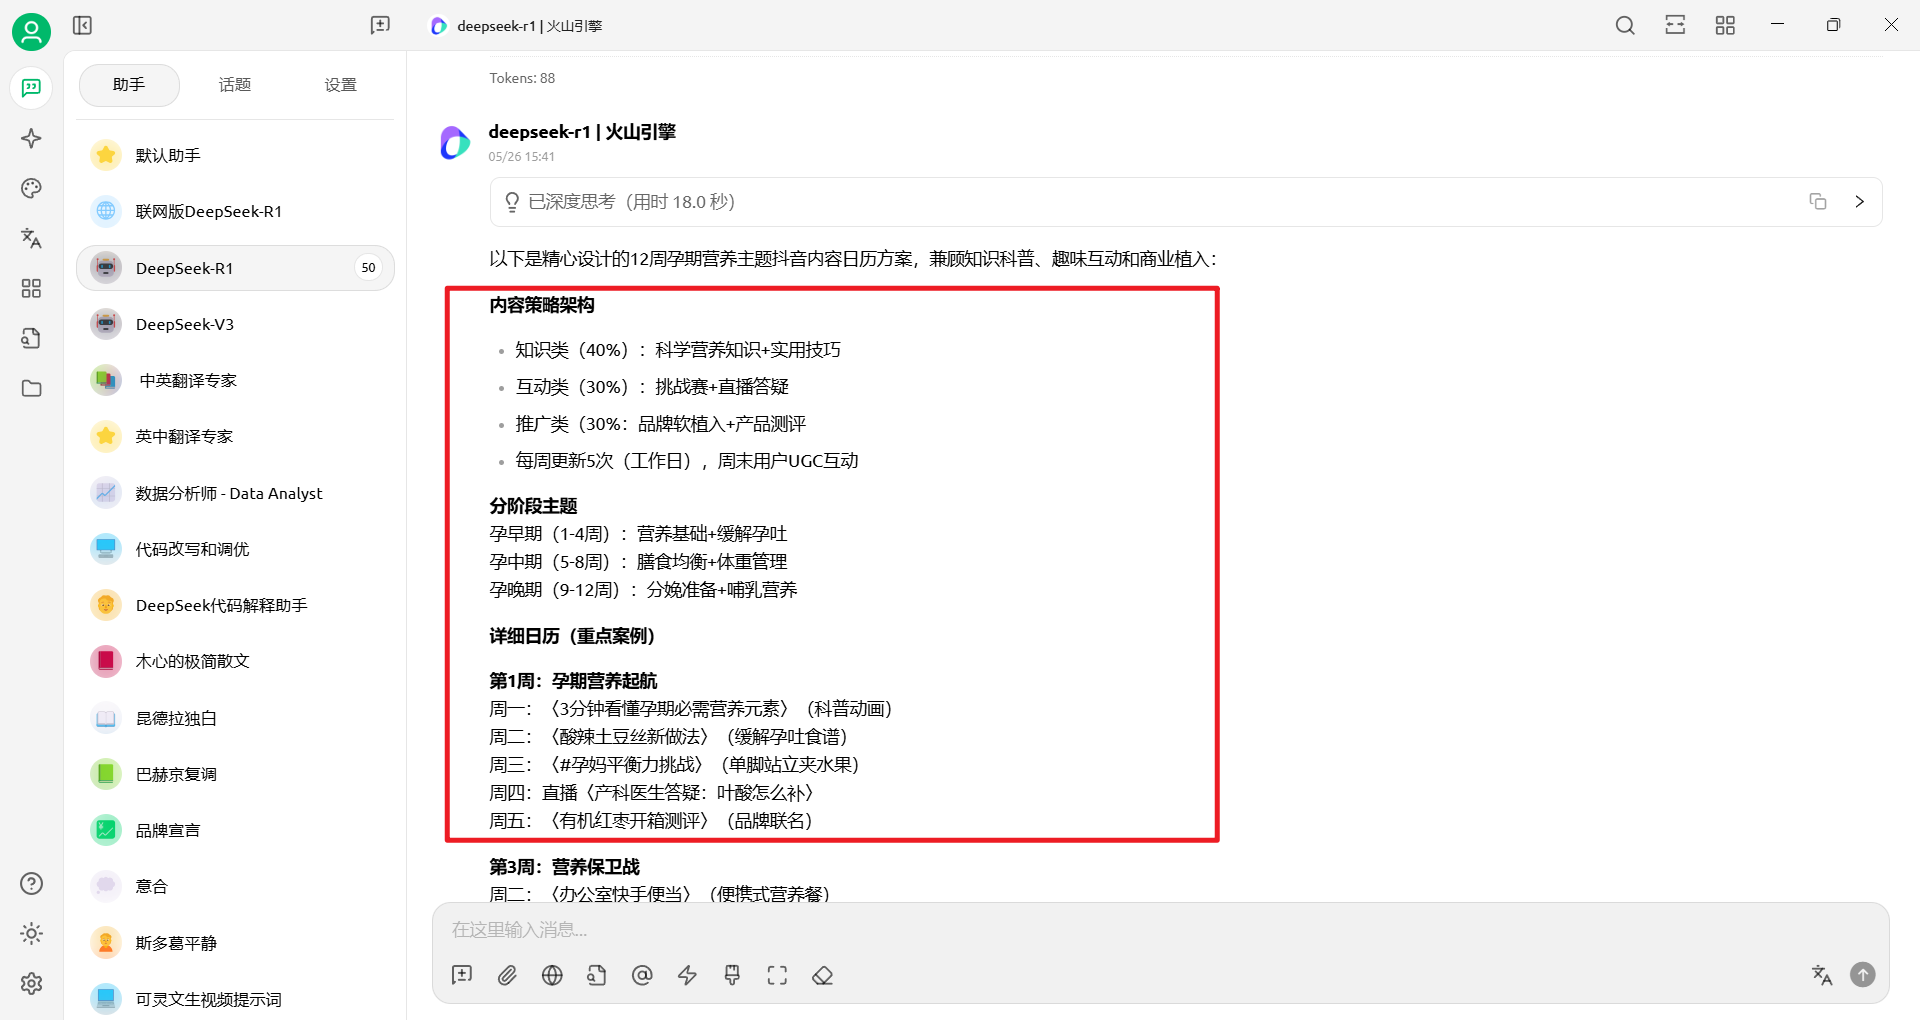 deepseek-r1 | 火山引擎
助手
话题
设置
默认助手
联网版DeepSeek-R1
DeepSeek-R1
50
DeepSeek-V3
中英翻译专家
英中翻译专家
数据分析师 - Data Analyst
代码改写和调优
DeepSeek代码解释助手
木心的极简散文
昆德拉独白
巴赫京复调
品牌宣言
意合
斯多葛平静
可灵文生视频提示词
Tokens: 88
deepseek-r1 | 火山引擎
05/26 15:41
已深度思考（用时 18.0 秒）
以下是精心设计的12周孕期营养主题抖音内容日历方案，兼顾知识科普、趣味互动和商业植入：
内容策略架构
知识类（40%）：科学营养知识+实用技巧
互动类（30%）：挑战赛+直播答疑
推广类（30%：品牌软植入+产品测评
每周更新5次（工作日），周末用户UGC互动
分阶段主题
孕早期（1-4周）：营养基础+缓解孕吐
孕中期（5-8周）：膳食均衡+体重管理
孕晚期（9-12周）：分娩准备+哺乳营养
详细日历（重点案例）
第1周：孕期营养起航
周一：〈3分钟看懂孕期必需营养元素〉（科普动画）
周二：〈酸辣土豆丝新做法〉（缓解孕吐食谱）
周三：〈#孕妈平衡力挑战〉（单脚站立夹水果）
周四：直播〈产科医生答疑：叶酸怎么补〉
周五：〈有机红枣开箱测评〉（品牌联名）
第3周：营养保卫战
周二：〈办公室快手便当〉（便携式营养餐）
在这里输入消息...